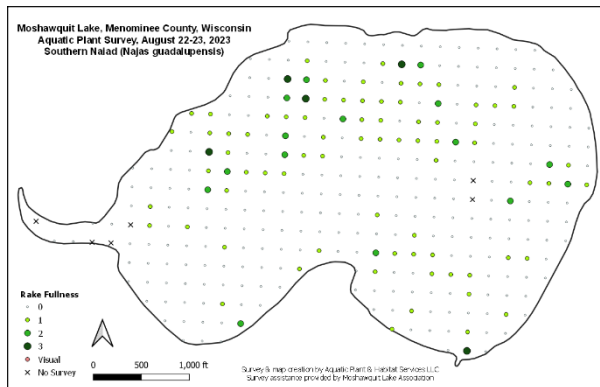 Moshawquit Lake, Menominee County, Wisconsin
Aquatic Plant Survey, August 22-23, 2023
Southern Naiad (Najas guadalupensis)
Rake Fullness
0
1
2
3
Visual
No Survey
0 500 1,000 ft
Survey & map creation by Aquatic Plant & Habitat Services LLC
Survey assistance provided by Moshawquit Lake Association